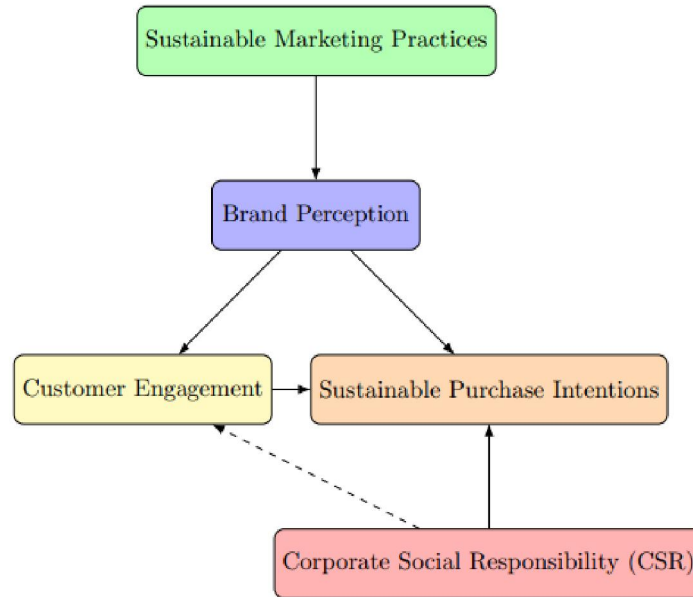 Sustainable Marketing Practices
Brand Perception
Customer Engagement
Sustainable Purchase Intentions
Corporate Social Responsibility (CSR)